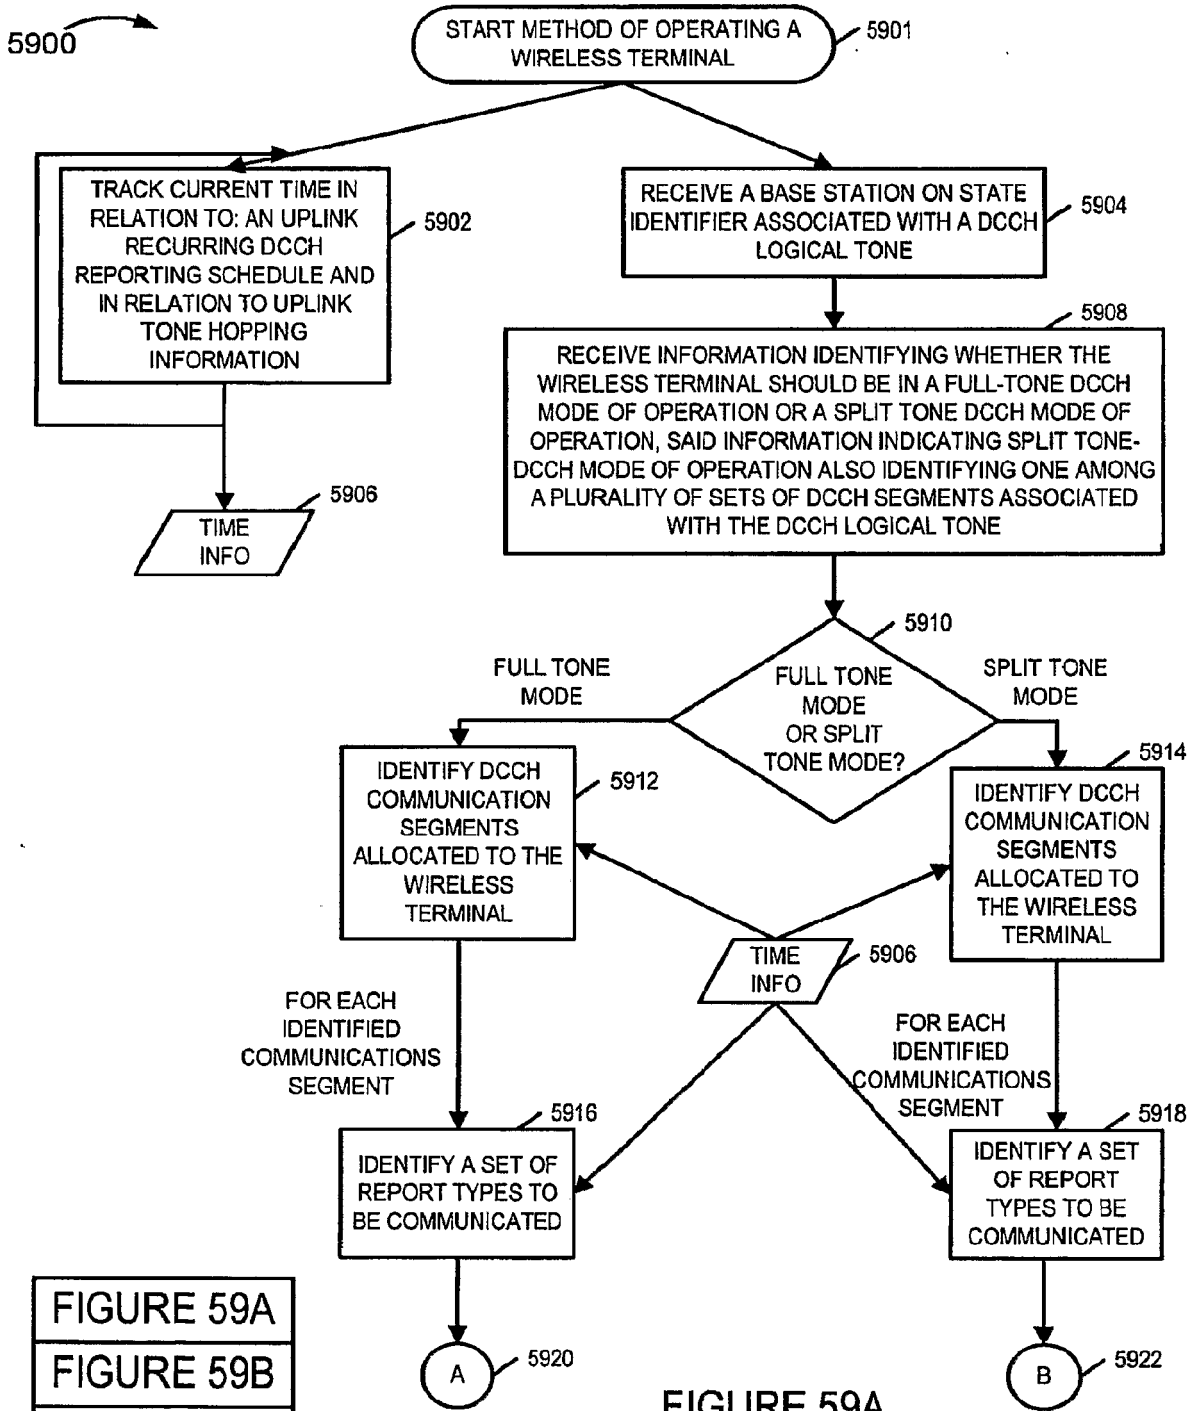 5900
START METHOD OF OPERATING A
WIRELESS TERMINAL
5901
TRACK CURRENT TIME IN
RELATION TO: AN UPLINK
RECURRING DCCH
REPORTING SCHEDULE AND
IN RELATION TO UPLINK
TONE HOPPING
INFORMATION
5902
RECEIVE A BASE STATION ON STATE
IDENTIFIER ASSOCIATED WITH A DCCH
LOGICAL TONE
5904
TIME
INFO
5906
5908
RECEIVE INFORMATION IDENTIFYING WHETHER THE
WIRELESS TERMINAL SHOULD BE IN A FULL-TONE DCCH
MODE OF OPERATION OR A SPLIT TONE DCCH MODE OF
OPERATION, SAID INFORMATION INDICATING SPLIT TONE-
DCCH MODE OF OPERATION ALSO IDENTIFYING ONE AMONG
A PLURALITY OF SETS OF DCCH SEGMENTS ASSOCIATED
WITH THE DCCH LOGICAL TONE
5910
FULL TONE
MODE
OR SPLIT
TONE MODE?
FULL TONE
MODE
SPLIT TONE
MODE
IDENTIFY DCCH
COMMUNICATION
SEGMENTS
ALLOCATED TO THE
WIRELESS
TERMINAL
5912
5914
IDENTIFY DCCH
COMMUNICATION
SEGMENTS
ALLOCATED TO
THE WIRELESS
TERMINAL
TIME
INFO
5906
FOR EACH
IDENTIFIED
COMMUNICATIONS
SEGMENT
FOR EACH
IDENTIFIED
COMMUNICATIONS
SEGMENT
5916
IDENTIFY A SET OF
REPORT TYPES TO
BE COMMUNICATED
5918
IDENTIFY A SET
OF REPORT
TYPES TO BE
COMMUNICATED
A
5920
B
5922
FIGURE 59A
FIGURE 59B
FIGURE 59A